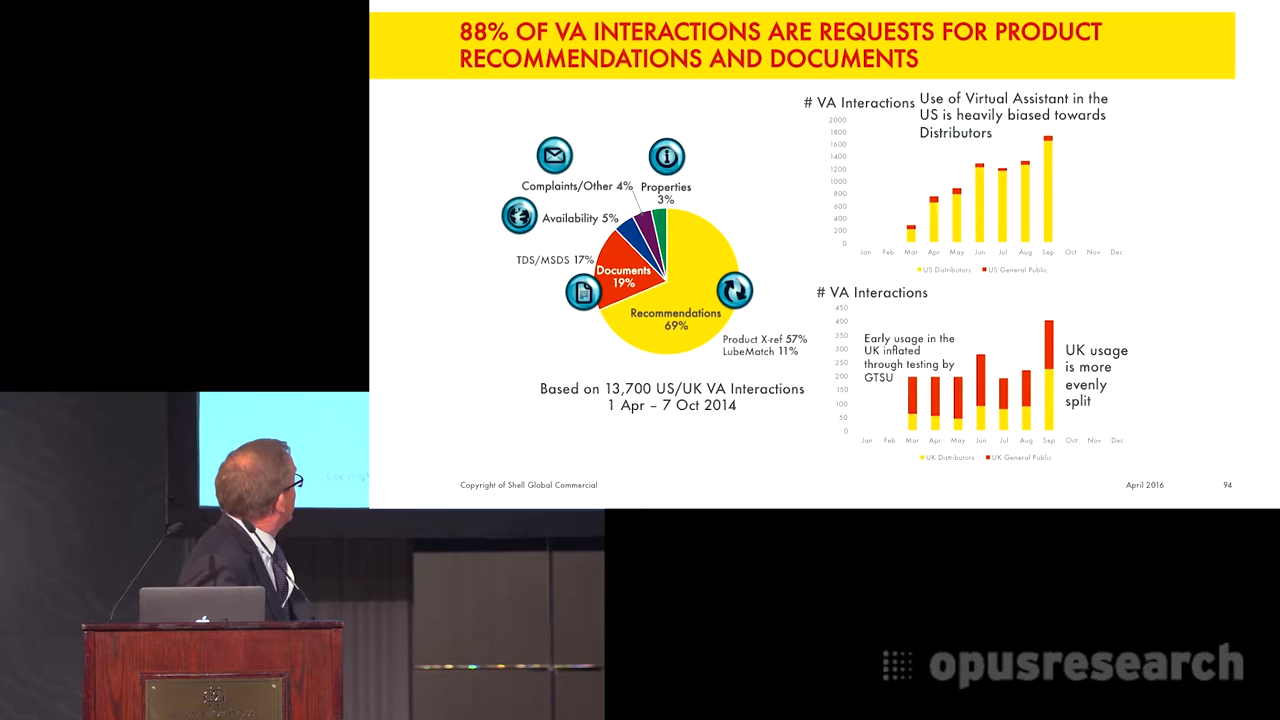 88% OF VA INTERACTIONS ARE REQUESTS FOR PRODUCT
RECOMMENDATIONS AND DOCUMENTS
Complaints/Other 4%
Properties
3%
Availability 5%
TDS/MSDS 17%
Documents
19%
Recommendations
69%
Product X-ref 57%
LubeMatch 11%
Based on 13,700 US/UK VA Interactions
1 Apr – 7 Oct 2014
# VA Interactions
Use of Virtual Assistant in the
US is heavily biased towards
Distributors
2000
1800
1600
1400
1200
1000
800
600
400
200
0
Jan Feb Mar Apr May Jun Jul Aug Sep Oct Nov Dec
US Distributors US General Public
# VA Interactions
450
400
350
300
250
200
150
100
50
0
Early usage in the
UK inflated
through testing by
GTSU
UK usage
is more
evenly
split
Jan Feb Mar Apr May Jun Jul Aug Sep Oct Nov Dec
UK Distributors UK General Public
Copyright of Shell Global Commercial
April 2016
94
opusresearch